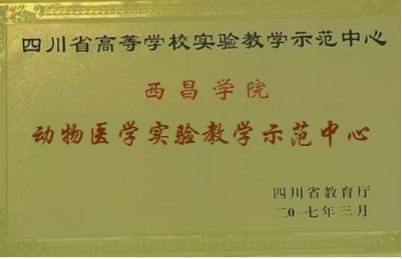 四川省高等学校实验教学示范中心
西昌学院
动物医学实验教学示范中心
四川省教育厅
二〇一七年三月